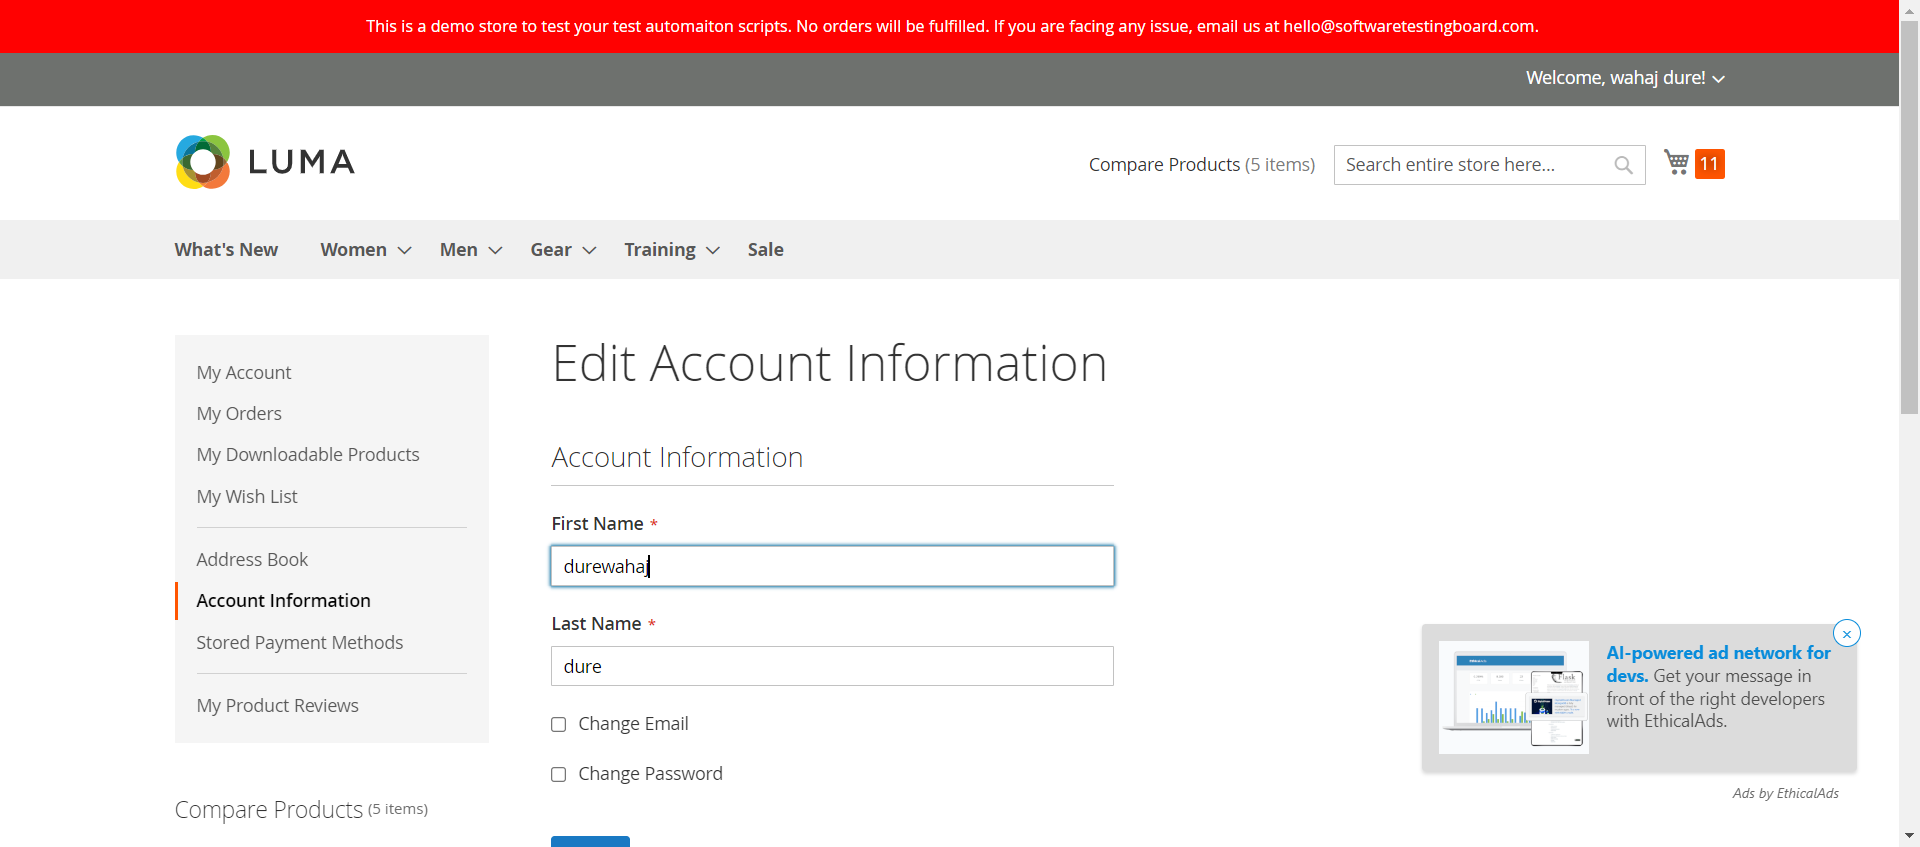 This is a demo store to test your test automaiton scripts. No orders will be fulfilled. If you are facing any issue, email us at hello@softwaretestingboard.com.
Welcome, wahaj dure!
LUMA
Compare Products (5 items)
Search entire store here...
11
What's New
Women
Men
Gear
Training
Sale
My Account
My Orders
My Downloadable Products
My Wish List
Address Book
Account Information
Stored Payment Methods
My Product Reviews
Compare Products (5 items)
Edit Account Information
Account Information
First Name *
durewahaj
Last Name *
dure
Change Email
Change Password
AI-powered ad network for
devs. Get your message in
front of the right developers
with EthicalAds.
Ads by EthicalAds